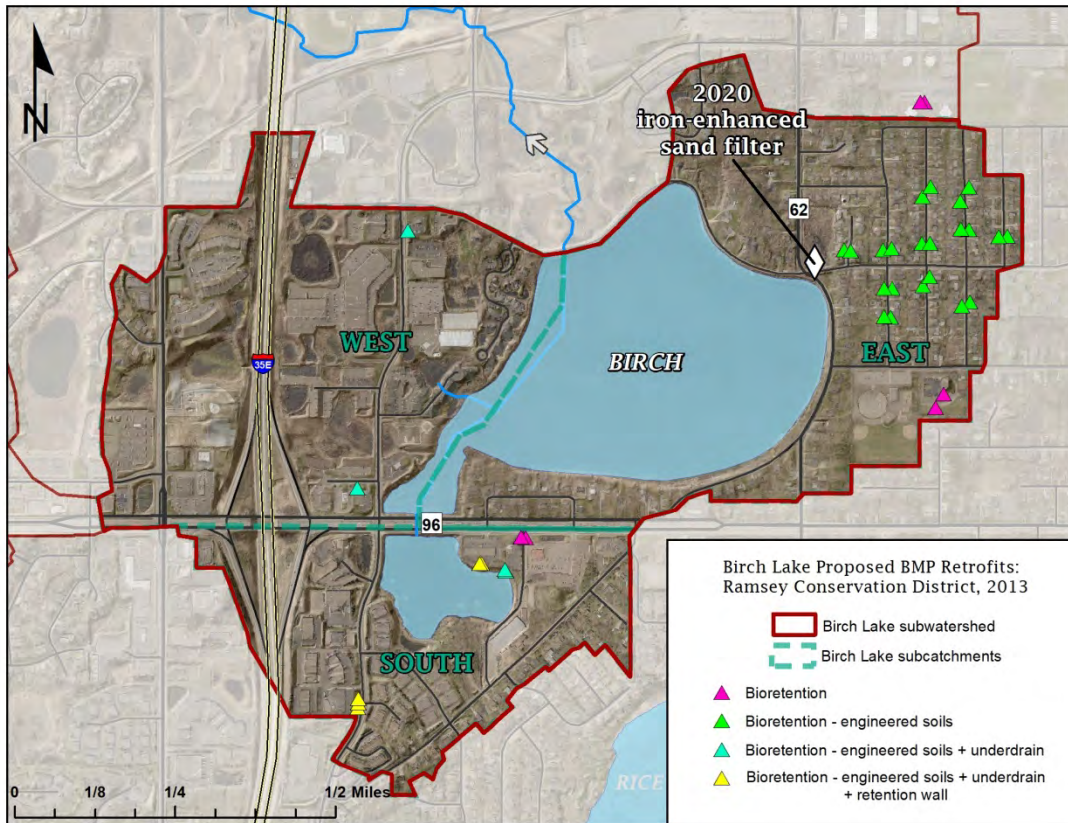 N
2020
iron-enhanced
sand filter
62
WEST
35E
BIRCH
EAST
96
SOUTH
RICE
0 1/8 1/4 1/2 Miles
Birch Lake Proposed BMP Retrofits:
Ramsey Conservation District, 2013
Birch Lake subwatershed
Birch Lake subcatchments
Bioretention
Bioretention - engineered soils
Bioretention - engineered soils + underdrain
Bioretention - engineered soils + underdrain
+ retention wall